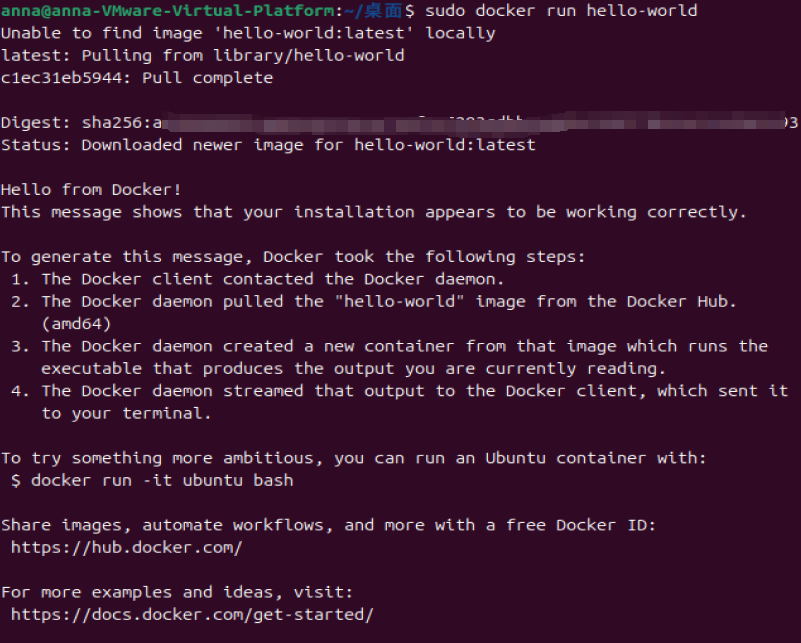 anna@anna-VMware-Virtual-Platform:~/桌面$ sudo docker run hello-world
Unable to find image 'hello-world:latest' locally
latest: Pulling from library/hello-world
c1ec31eb5944: Pull complete
Digest: sha256:a
Status: Downloaded newer image for hello-world:latest
Hello from Docker!
This message shows that your installation appears to be working correctly.
To generate this message, Docker took the following steps:
1. The Docker client contacted the Docker daemon.
2. The Docker daemon pulled the "hello-world" image from the Docker Hub.
(amd64)
3. The Docker daemon created a new container from that image which runs the
executable that produces the output you are currently reading.
4. The Docker daemon streamed that output to the Docker client, which sent it
to your terminal.
To try something more ambitious, you can run an Ubuntu container with:
$ docker run -it ubuntu bash
Share images, automate workflows, and more with a free Docker ID:
https://hub.docker.com/
For more examples and ideas, visit:
https://docs.docker.com/get-started/